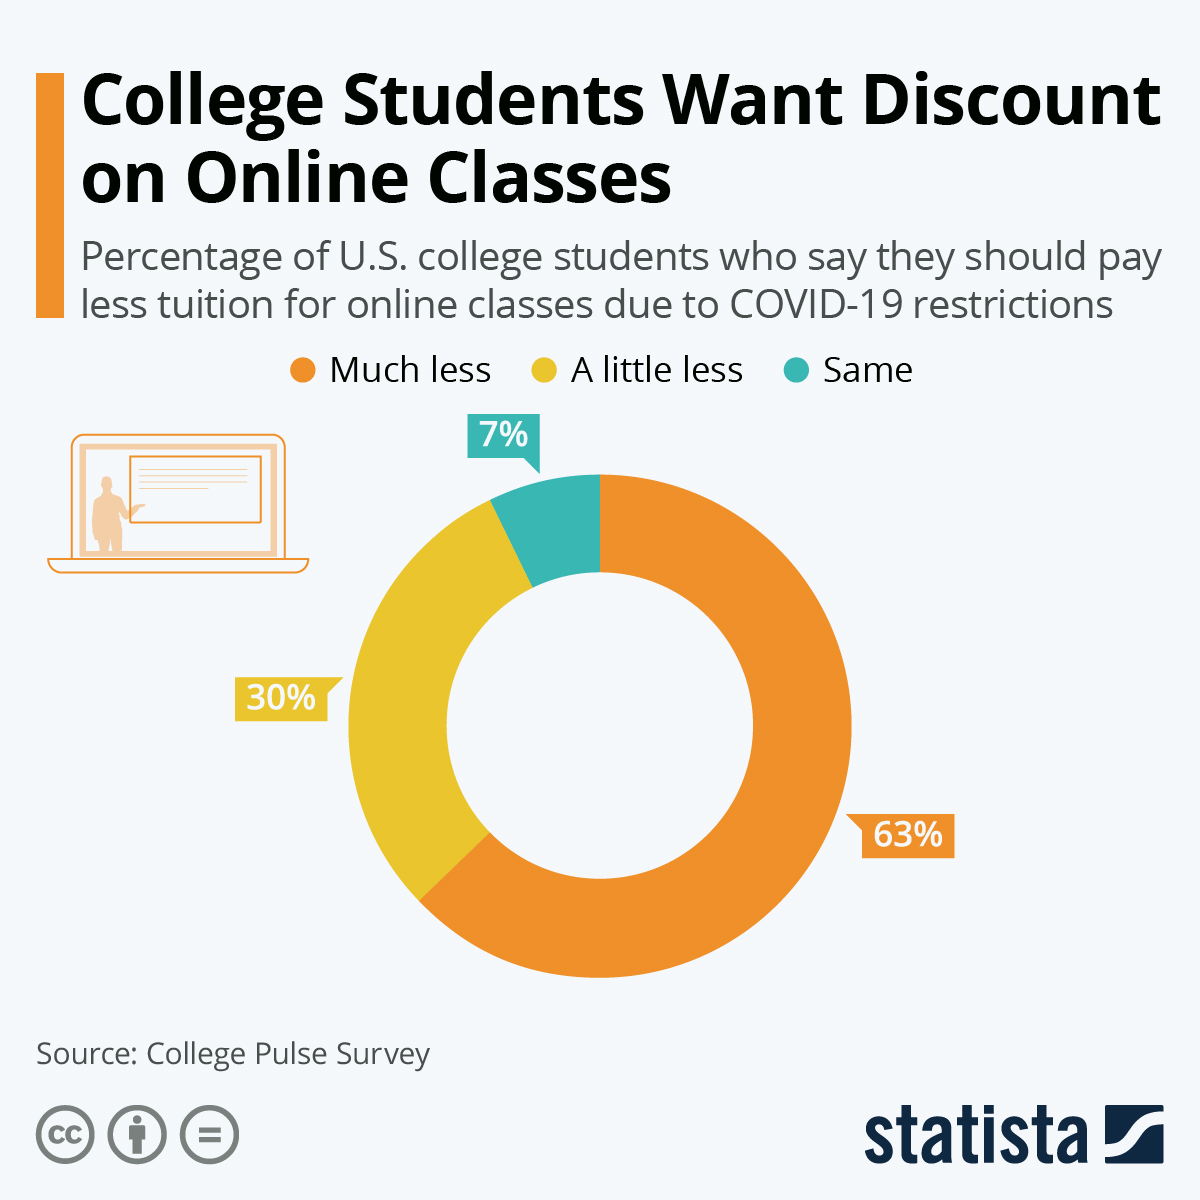 College Students Want Discount
on Online Classes
Percentage of U.S. college students who say they should pay
less tuition for online classes due to COVID-19 restrictions
Much less A little less Same
7%
30%
63%
Source: College Pulse Survey
cc
statista